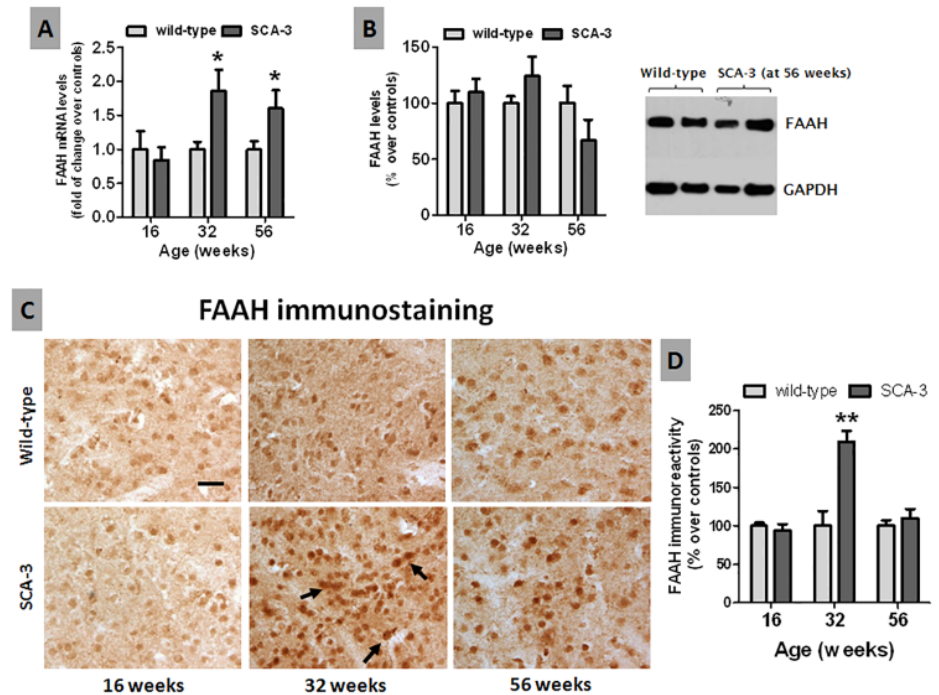 A
wild-type SCA-3
FAAH mRNA levels
(fold of change over controls)
2.5
2.0
1.5
1.0
0.5
0.0
*
*
16 32 56
Age (weeks)
B
wild-type SCA-3
FAAH levels
(% over controls)
150
100
50
0
16 32 56
Age (weeks)
Wild-type SCA-3 (at 56 weeks)
FAAH
GAPDH
C
FAAH immunostaining
Wild-type
SCA-3
16 weeks 32 weeks 56 weeks
D
wild-type SCA-3
FAAH immunoreactivity
(% over controls)
250
200
150
100
50
0
**
16 32 56
Age (weeks)